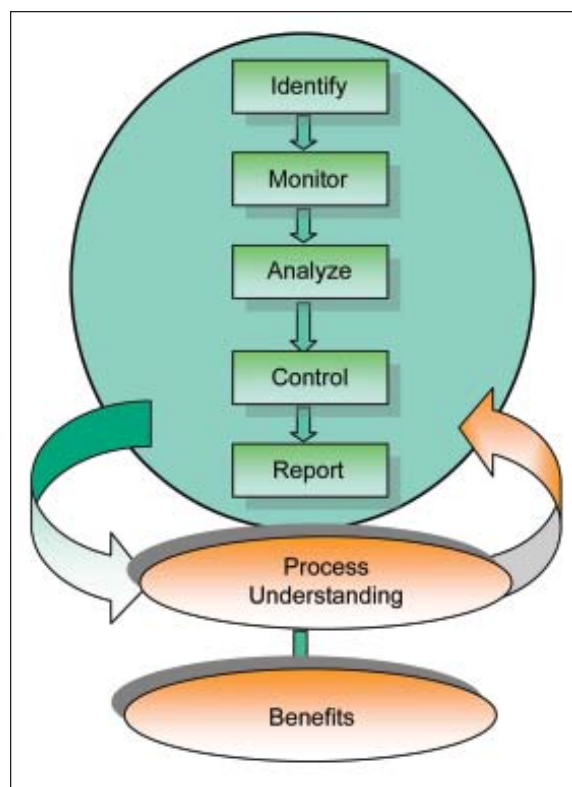 Identify
Monitor
Analyze
Control
Report
Process
Understanding
Benefits